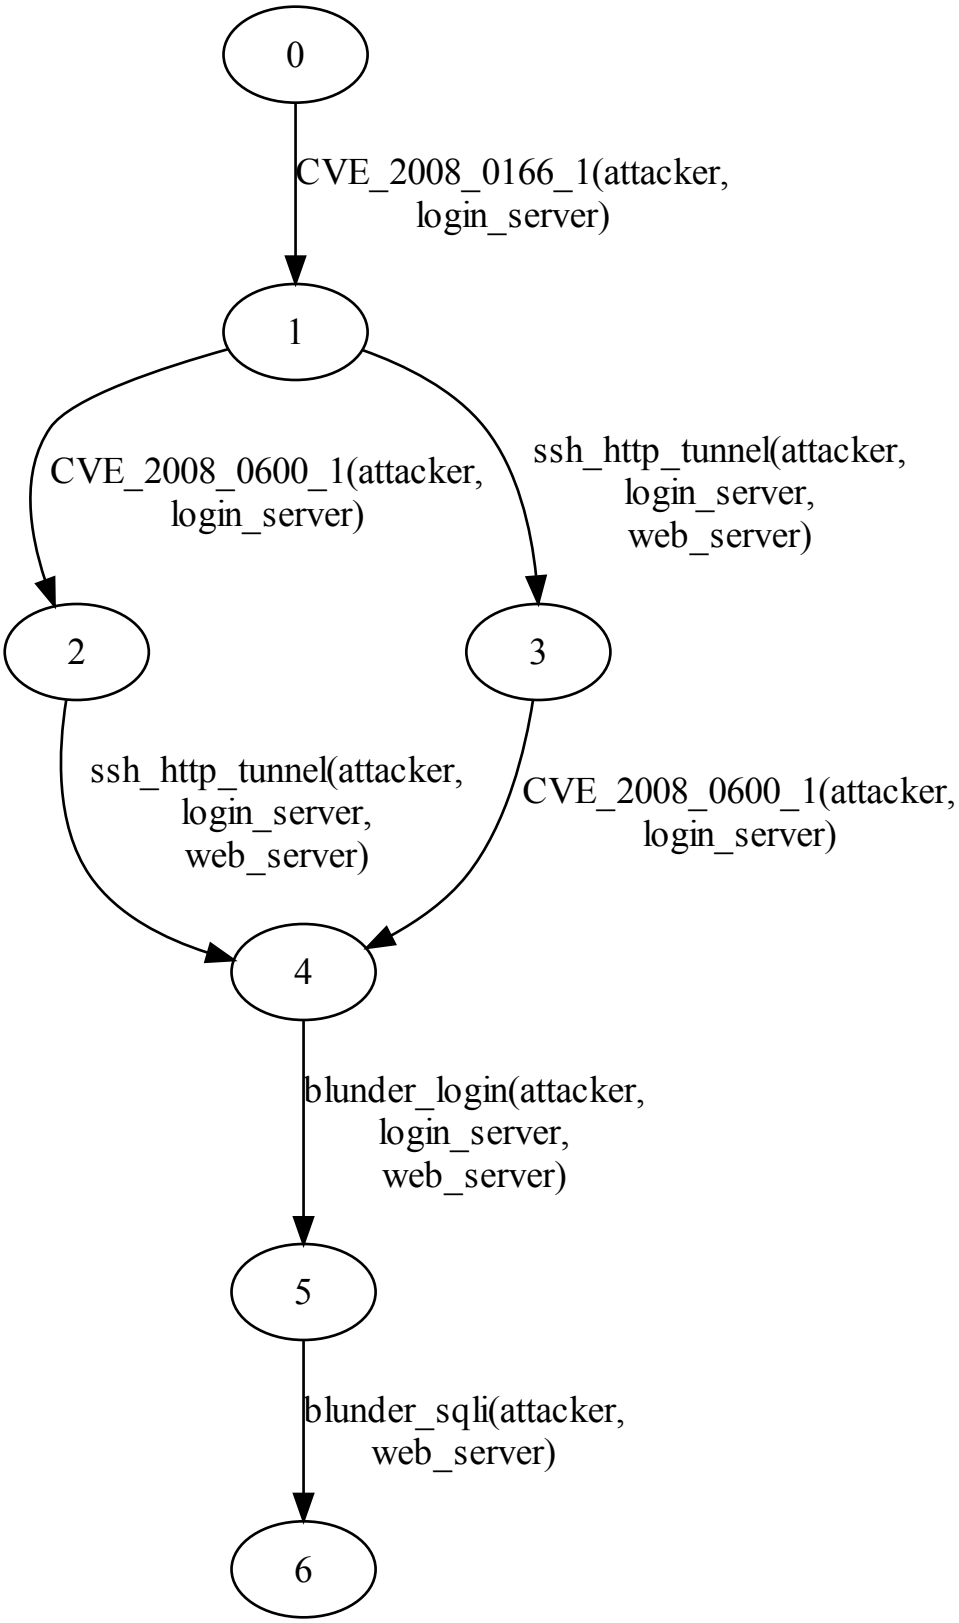 0
CVE_2008_0166_1(attacker,
login_server)
1
CVE_2008_0600_1(attacker,
login_server)
ssh_http_tunnel(attacker,
login_server,
web_server)
2
3
ssh_http_tunnel(attacker,
login_server,
web_server)
CVE_2008_0600_1(attacker,
login_server)
4
blunder_login(attacker,
login_server,
web_server)
5
blunder_sqli(attacker,
web_server)
6